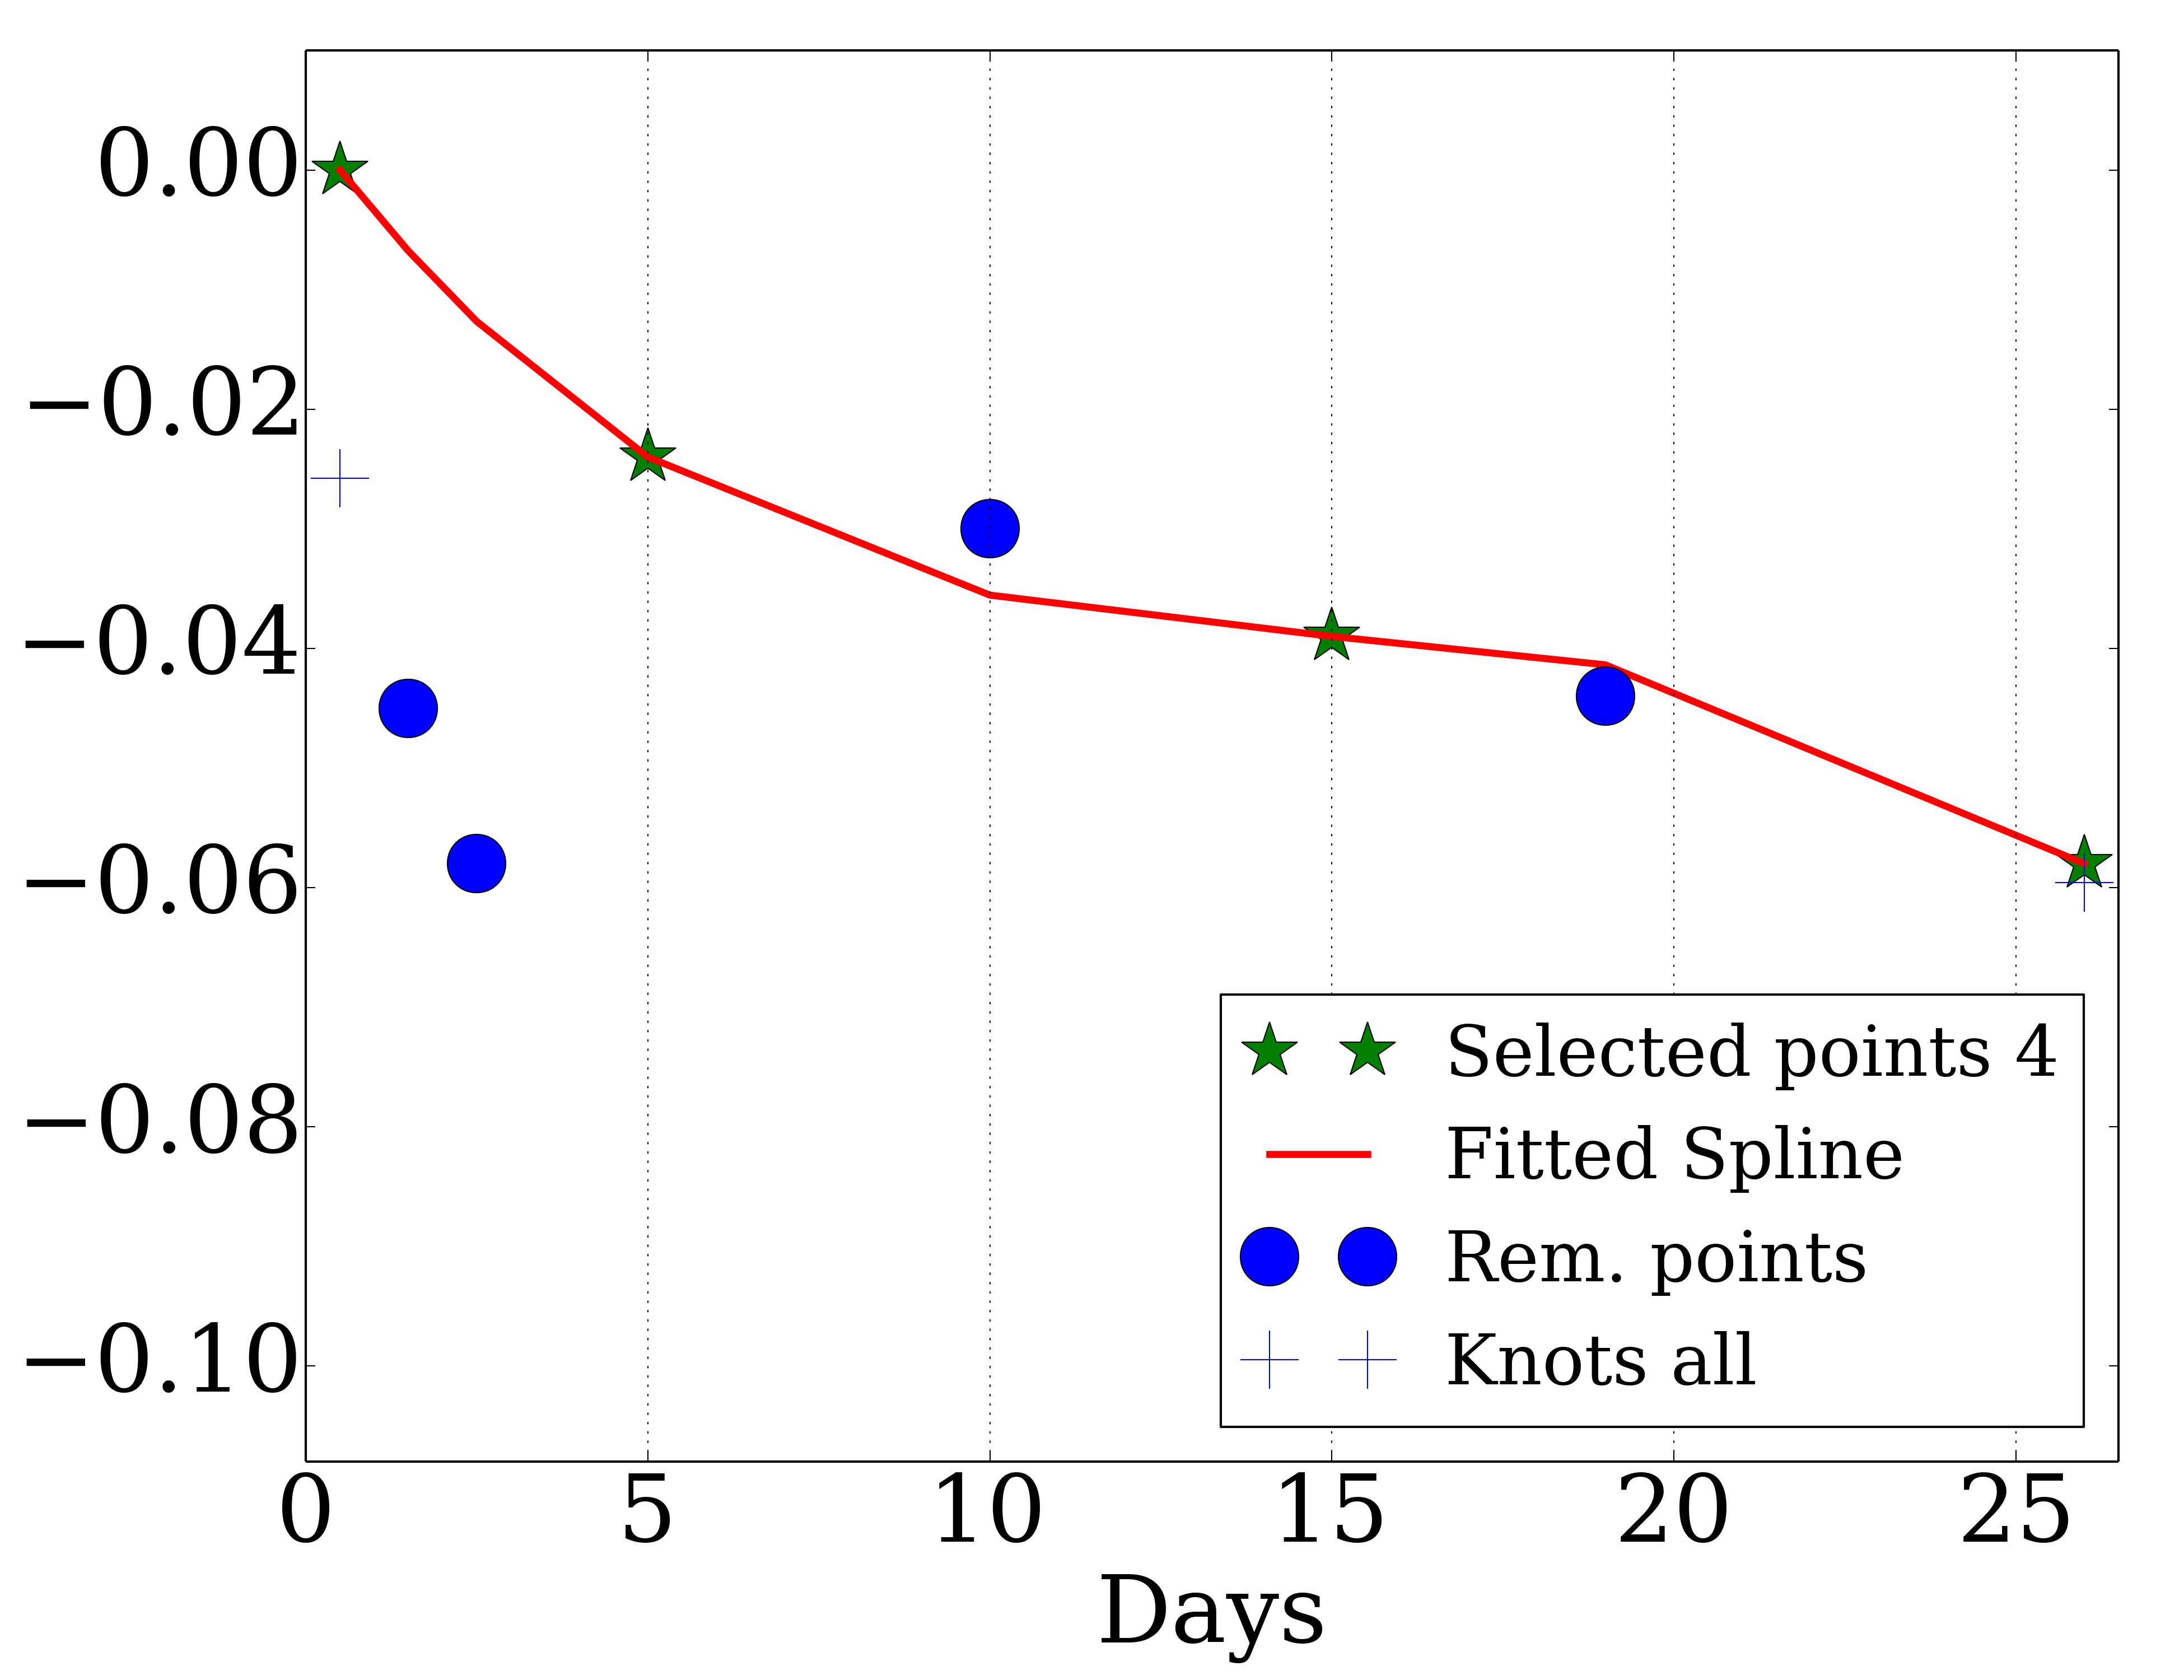 0.00
−0.02
−0.04
−0.06
−0.08
−0.10
Selected points 4
Fitted Spline
Rem. points
Knots all
0 5 10 15 20 25
Days